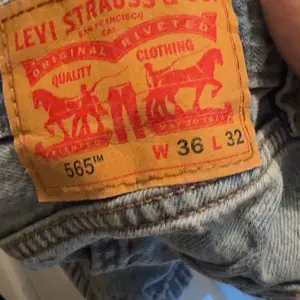 LEVI STRAUSS &
SAN FRANCISCO
CAL
ORIGINAL RIVETED
QUALITY CLOTHING
565™ W 36 L 32